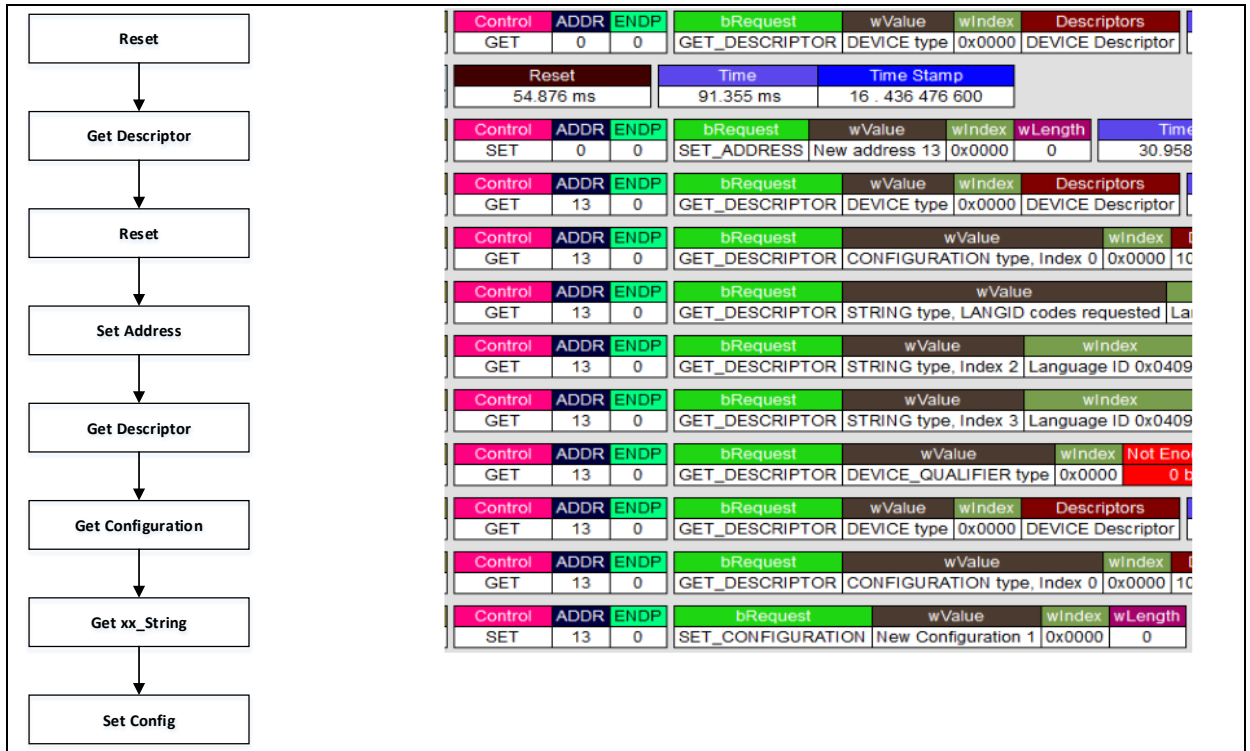 Reset
Get Descriptor
Reset
Set Address
Get Descriptor
Get Configuration
Get xx_String
Set Config
Control ADDR ENDP bRequest wValue wIndex Descriptors
GET 0 0 GET_DESCRIPTOR DEVICE type 0x0000 DEVICE Descriptor
Reset Time Time Stamp
54.876 ms 91.355 ms 16 . 436 476 600
Control ADDR ENDP bRequest wValue wIndex wLength Time
SET 0 0 SET_ADDRESS New address 13 0x0000 0 30.958
Control ADDR ENDP bRequest wValue wIndex Descriptors
GET 13 0 GET_DESCRIPTOR DEVICE type 0x0000 DEVICE Descriptor
Control ADDR ENDP bRequest wValue wIndex
GET 13 0 GET_DESCRIPTOR CONFIGURATION type, Index 0 0x0000 10
Control ADDR ENDP bRequest wValue
GET 13 0 GET_DESCRIPTOR STRING type, LANGID codes requested La
Control ADDR ENDP bRequest wValue wIndex
GET 13 0 GET_DESCRIPTOR STRING type, Index 2 Language ID 0x0409
Control ADDR ENDP bRequest wValue wIndex
GET 13 0 GET_DESCRIPTOR STRING type, Index 3 Language ID 0x0409
Control ADDR ENDP bRequest wValue wIndex Not Eno
GET 13 0 GET_DESCRIPTOR DEVICE_QUALIFIER type 0x0000 0 b
Control ADDR ENDP bRequest wValue wIndex Descriptors
GET 13 0 GET_DESCRIPTOR DEVICE type 0x0000 DEVICE Descriptor
Control ADDR ENDP bRequest wValue wIndex
GET 13 0 GET_DESCRIPTOR CONFIGURATION type, Index 0 0x0000 10
Control ADDR ENDP bRequest wValue wIndex wLength
SET 13 0 SET_CONFIGURATION New Configuration 1 0x0000 0